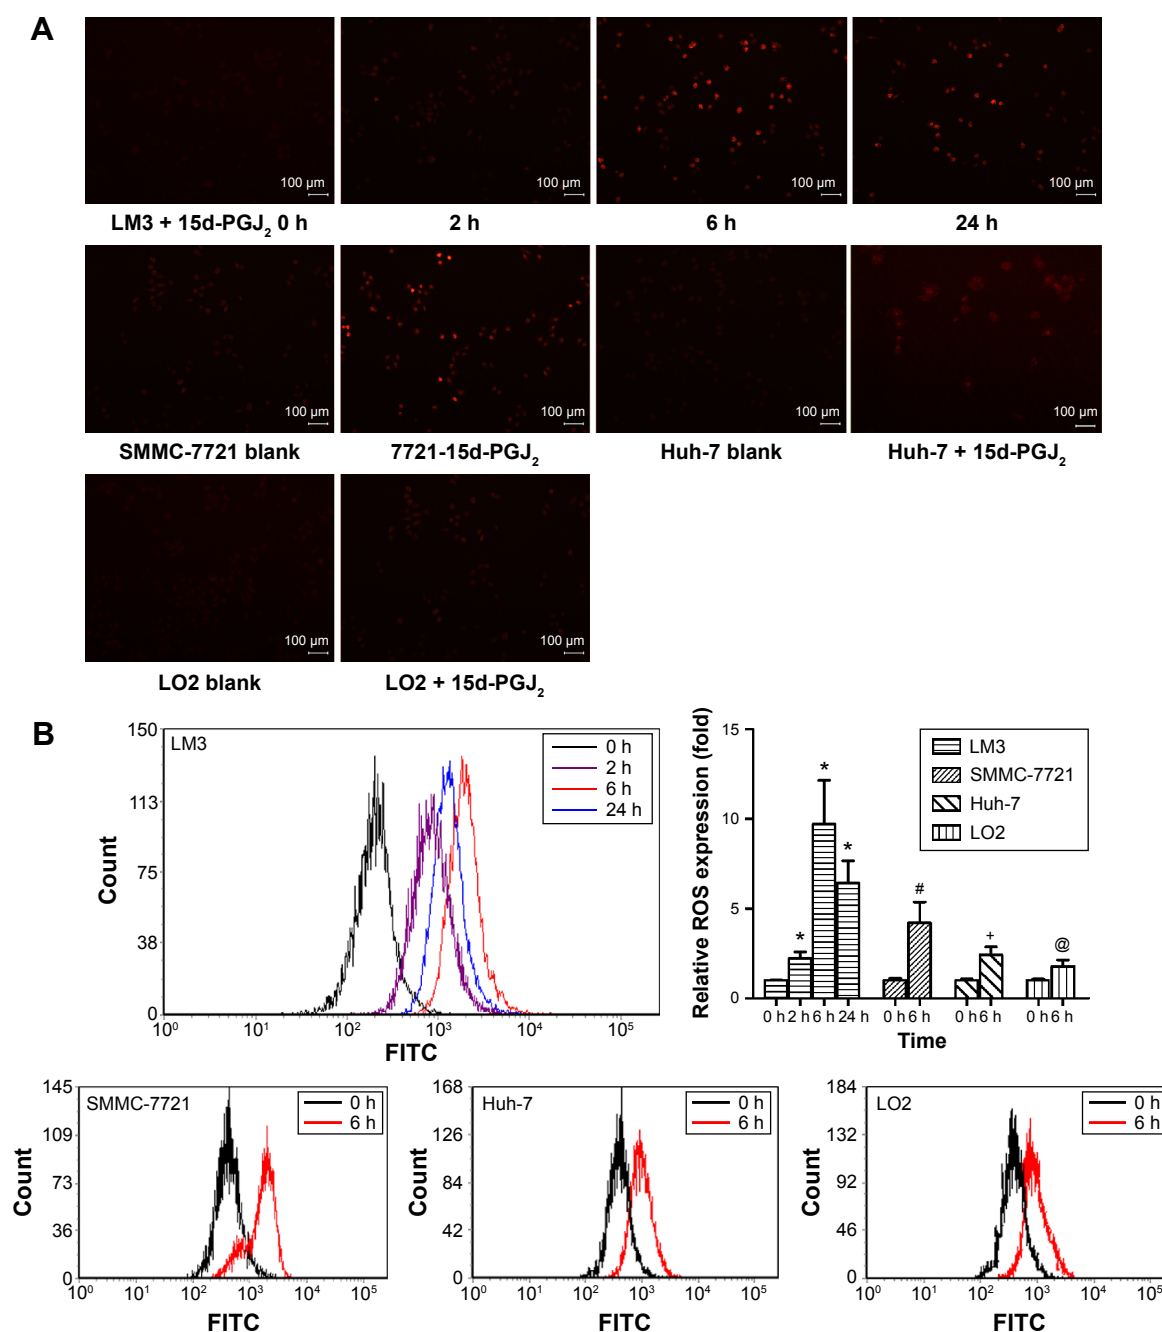 A
100 µm
100 µm
100 µm
100 µm
LM3 + 15d-PGJ₂ 0 h
2 h
6 h
24 h
100 µm
100 µm
100 µm
100 µm
SMMC-7721 blank
7721-15d-PGJ₂
Huh-7 blank
Huh-7 + 15d-PGJ₂
100 µm
100 µm
LO2 blank
LO2 + 15d-PGJ₂
B
LM3
0 h
2 h
6 h
24 h
150
113
75
38
0
Count
10⁰ 10¹ 10² 10³ 10⁴ 10⁵
FITC
Relative ROS expression (fold)
15
10
5
0
LM3
SMMC-7721
Huh-7
LO2
* * * # + @
0 h 2 h 6 h 24 h 0 h 6 h 0 h 6 h 0 h 6 h
Time
SMMC-7721
0 h
6 h
145
109
73
36
0
Count
10⁰ 10¹ 10² 10³ 10⁴ 10⁵
FITC
Huh-7
0 h
6 h
168
126
84
42
0
Count
10⁰ 10¹ 10² 10³ 10⁴ 10⁵
FITC
LO2
0 h
6 h
184
132
92
46
0
Count
10⁰ 10¹ 10² 10³ 10⁴ 10⁵
FITC